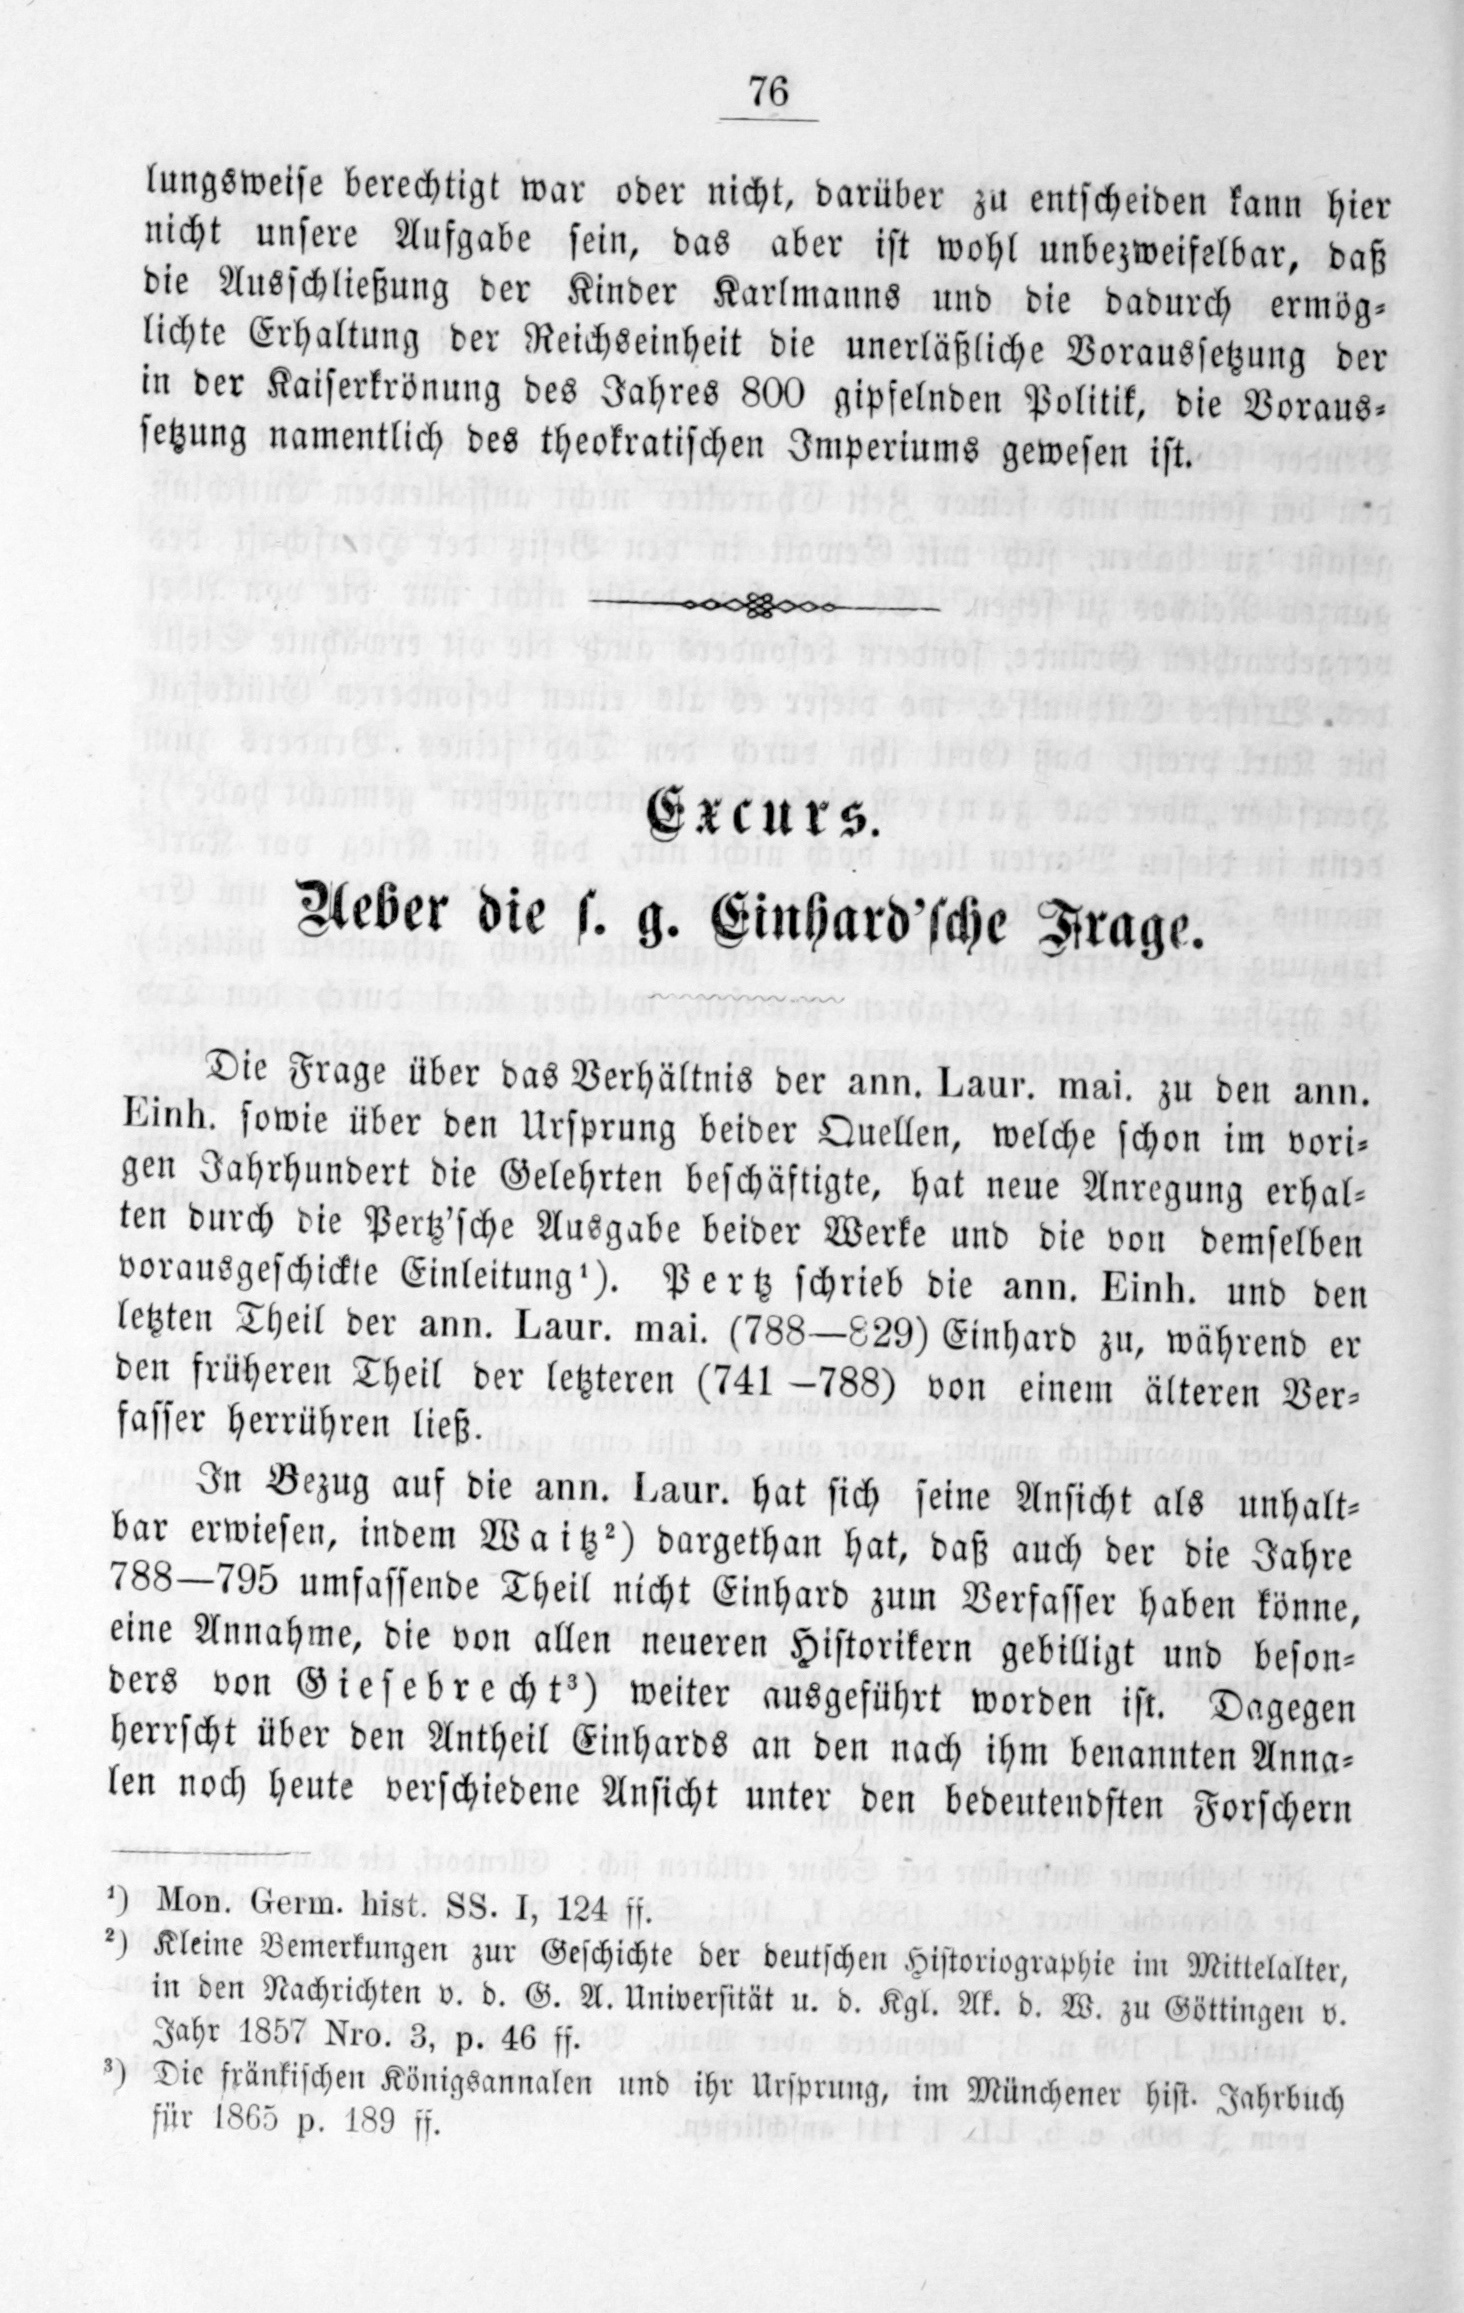 76
lungsweise berechtigt war oder nicht, darüber zu entscheiden kann hier
nicht unsere Aufgabe sein, das aber ist wohl unbezweifelbar, daß
die Ausschließung der Kinder Karlmanns und die dadurch ermög-
lichte Erhaltung der Reichseinheit die unerläßliche Voraussetzung der
in der Kaiserkrönung des Jahres 800 gipfelnden Politik, die Voraus-
setzung namentlich des theokratischen Imperiums gewesen ist.
Excurs.
Ueber die s. g. Einhard'sche Frage.
Die Frage über das Verhältnis der ann. Laur. mai. zu den ann.
Einh. sowie über den Ursprung beider Quellen, welche schon im vori-
gen Jahrhundert die Gelehrten beschäftigte, hat neue Anregung erhal-
ten durch die Pertz'sche Ausgabe beider Werke und die von demselben
vorausgeschickte Einleitung¹). Pertz schrieb die ann. Einh. und den
letzten Theil der ann. Laur. mai. (788—829) Einhard zu, während er
den früheren Theil der letzteren (741—788) von einem älteren Ver-
fasser herrühren ließ.
In Bezug auf die ann. Laur. hat sich seine Ansicht als unhalt-
bar erwiesen, indem Waitz²) dargethan hat, daß auch der die Jahre
788—795 umfassende Theil nicht Einhard zum Verfasser haben könne,
eine Annahme, die von allen neueren Historikern gebilligt und beson-
ders von Giesebrecht³) weiter ausgeführt worden ist. Dagegen
herrscht über den Antheil Einhards an den nach ihm benannten Anna-
len noch heute verschiedene Ansicht unter den bedeutendsten Forschern
¹) Mon. Germ. hist. SS. I, 124 ff.
²) Kleine Bemerkungen zur Geschichte der deutschen Historiographie im Mittelalter,
in den Nachrichten v. d. G. A. Universität u. d. Kgl. Ak. d. W. zu Göttingen v.
Jahr 1857 Nro. 3, p. 46 ff.
³) Die fränkischen Königsannalen und ihr Ursprung, im Münchener hist. Jahrbuch
für 1865 p. 189 ff.